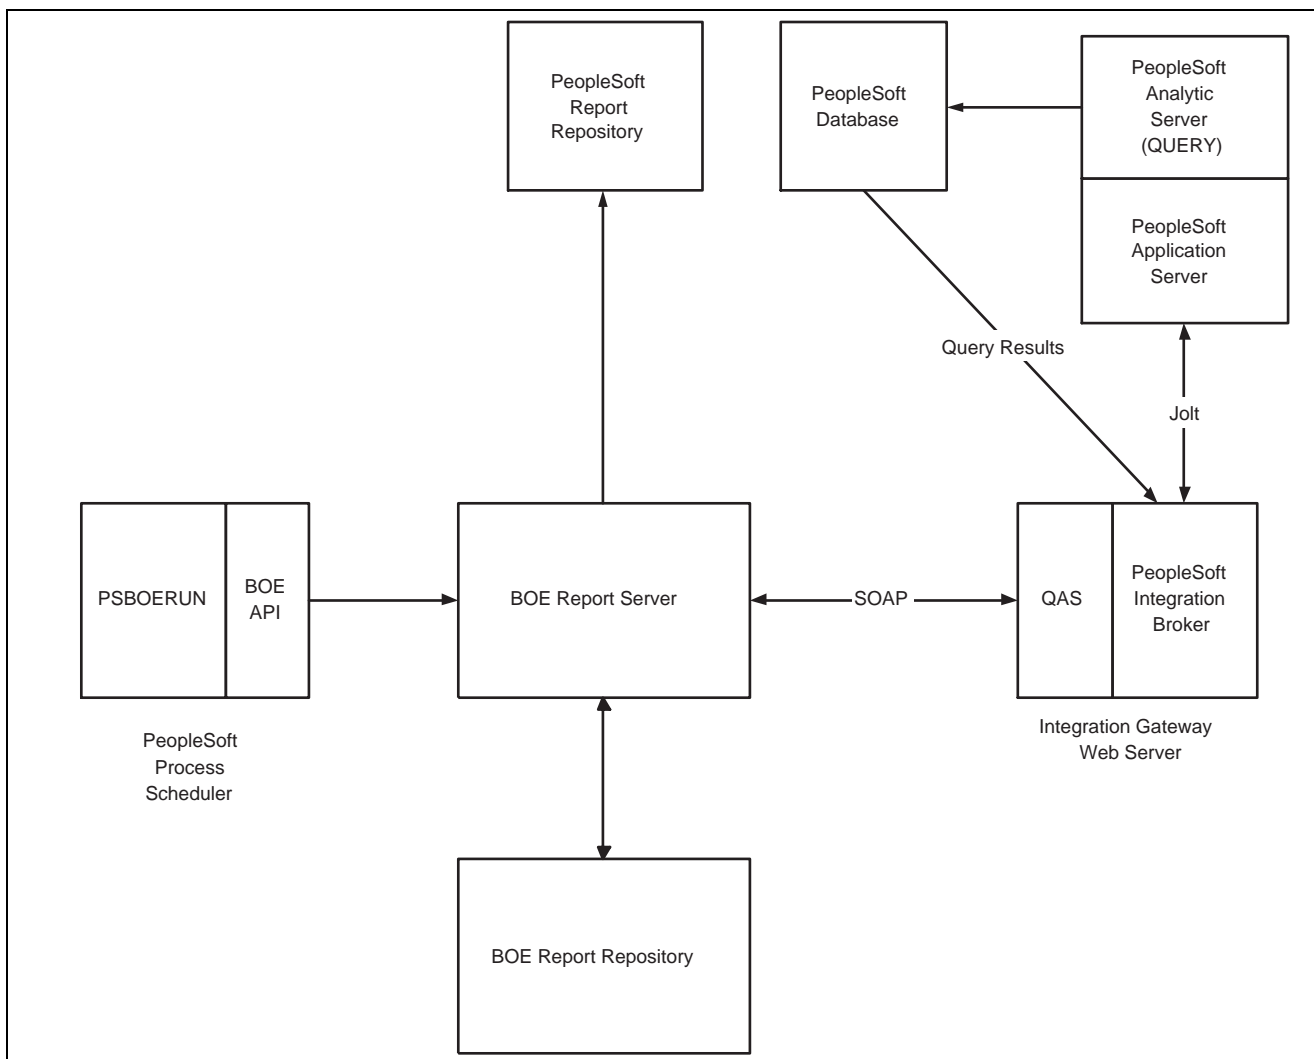 PeopleSoft
Report
Repository
PeopleSoft
Database
PeopleSoft
Analytic
Server
(QUERY)
PeopleSoft
Application
Server
Query Results
Jolt
PSBOERUN
BOE
API
BOE Report Server
SOAP
QAS
PeopleSoft
Integration
Broker
PeopleSoft
Process
Scheduler
Integration Gateway
Web Server
BOE Report Repository